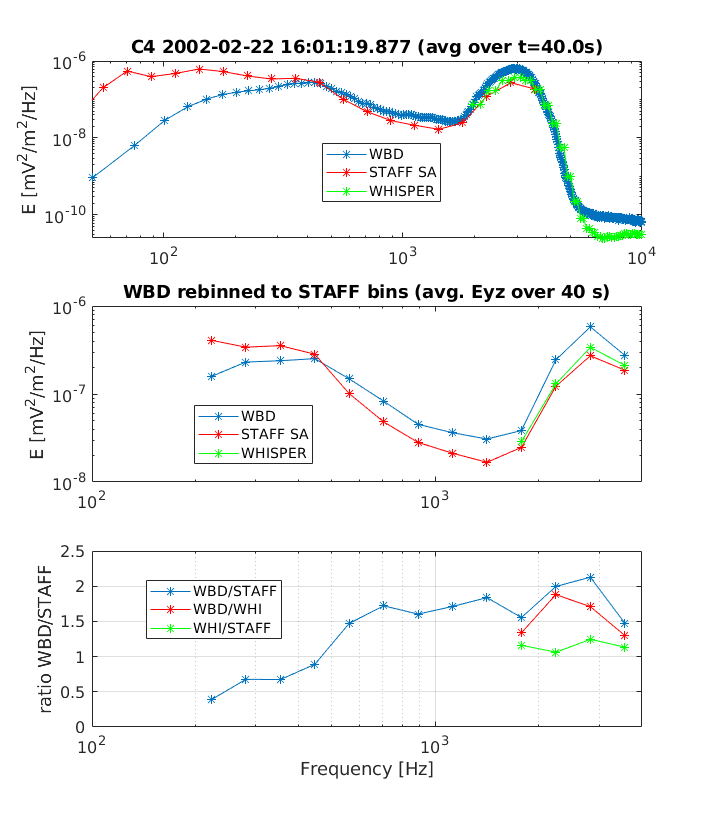 C4 2002-02-22 16:01:19.877 (avg over t=40.0s)
E [mV²/m²/Hz]
10⁻⁶
10⁻⁸
10⁻¹⁰
WBD
STAFF SA
WHISPER
10² 10³ 10⁴
WBD rebinned to STAFF bins (avg. Eyz over 40 s)
E [mV²/m²/Hz]
10⁻⁶
10⁻⁷
10⁻⁸
WBD
STAFF SA
WHISPER
10² 10³
ratio WBD/STAFF
2.5
2
1.5
1
0.5
0
WBD/STAFF
WBD/WHI
WHI/STAFF
10² 10³
Frequency [Hz]